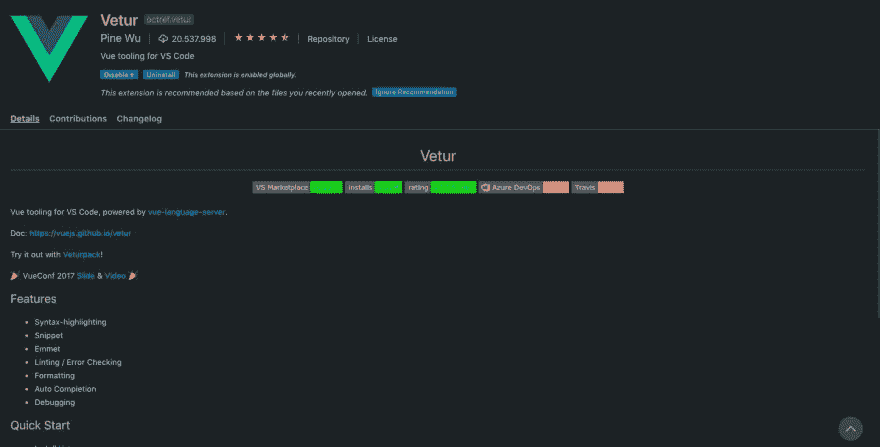 Vetur octref.vetur
Pine Wu 20.537.998 Repository License
Vue tooling for VS Code
Disable Uninstall This extension is enabled globally.
This extension is recommended based on the files you recently opened. Ignore Recommendation
Details Contributions Changelog
Vetur
VS Marketplace installs rating Azure DevOps Travis
Vue tooling for VS Code, powered by vue-language-server.
Doc: https://vuejs.github.io/vetur
Try it out with Veturpack!
🎉 VueConf 2017 Slide & Video 🎉
Features
• Syntax-highlighting
• Snippet
• Emmet
• Linting / Error Checking
• Formatting
• Auto Completion
• Debugging
Quick Start